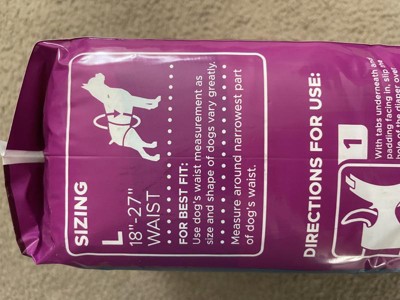 SIZING
L
18"-27"
WAIST
FOR BEST FIT:
Use dog's waist measurement as
size and shape of dogs vary greatly.
Measure around narrowest part
of dog's waist.
DIRECTIONS FOR USE:
1
With tabs underneath and
padding facing in, slip
hole of the diaper over